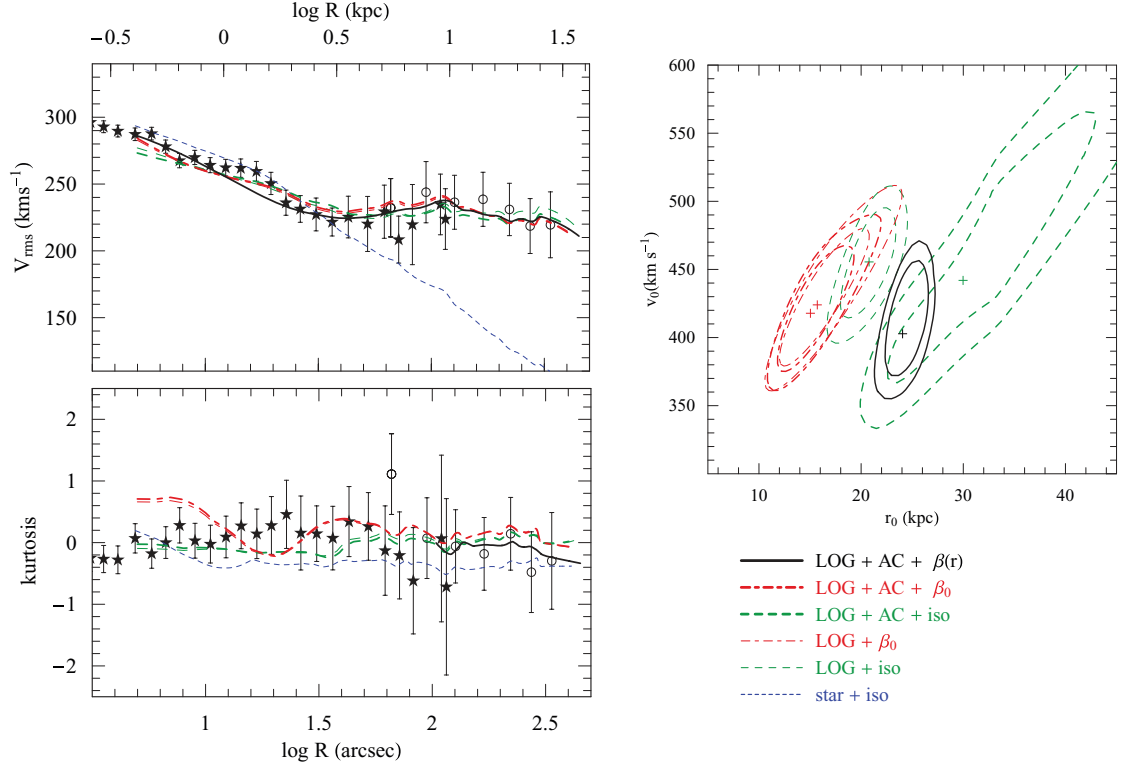 log R (kpc)
−0.5 0 0.5 1 1.5
300
250
200
150
V_rms (km s⁻¹)
2
1
0
−1
−2
kurtosis
1 1.5 2 2.5
log R (arcsec)
600
550
500
450
400
350
v₀(km s⁻¹)
10 20 30 40
r₀ (kpc)
LOG + AC + β(r)
LOG + AC + β₀
LOG + AC + iso
LOG + β₀
LOG + iso
star + iso